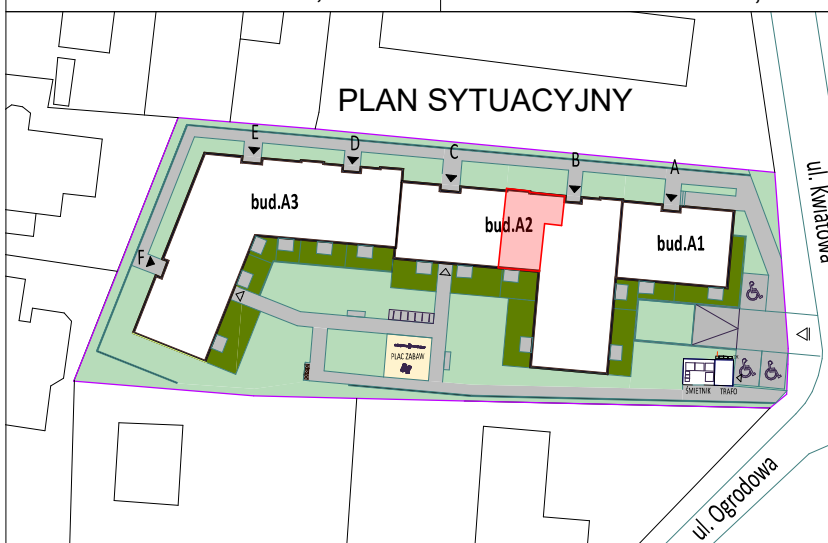 PLAN SYTUACYJNY
E
D
C
B
A
ul. Kwiatowa
bud.A3
bud.A2
bud.A1
F
PLAC ZABAW
ŚMIETNIK TRAFO
ul. Ogrodowa